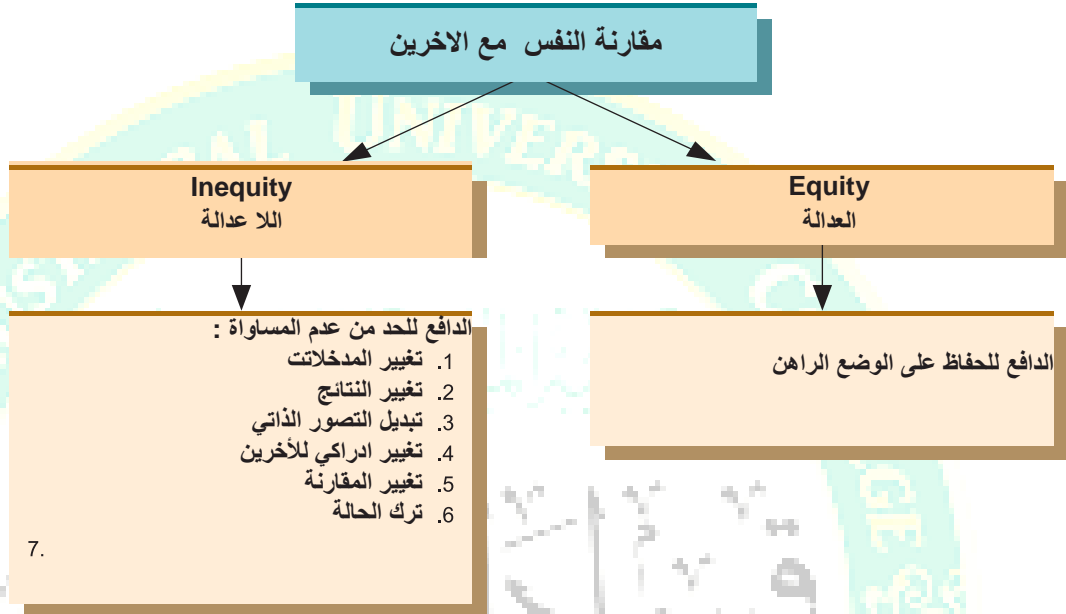 مقارنة النفس مع الاخرين
Inequity
اللا عدالة
Equity
العدالة
الدافع للحد من عدم المساواة :
1. تغيير المدخلاتت
2. تغيير النتائج
3. تبديل التصور الذاتي
4. تغيير ادراكي للأخرين
5. تغيير المقارنة
6. ترك الحالة
7.
الدافع للحفاظ على الوضع الراهن
UNIVER